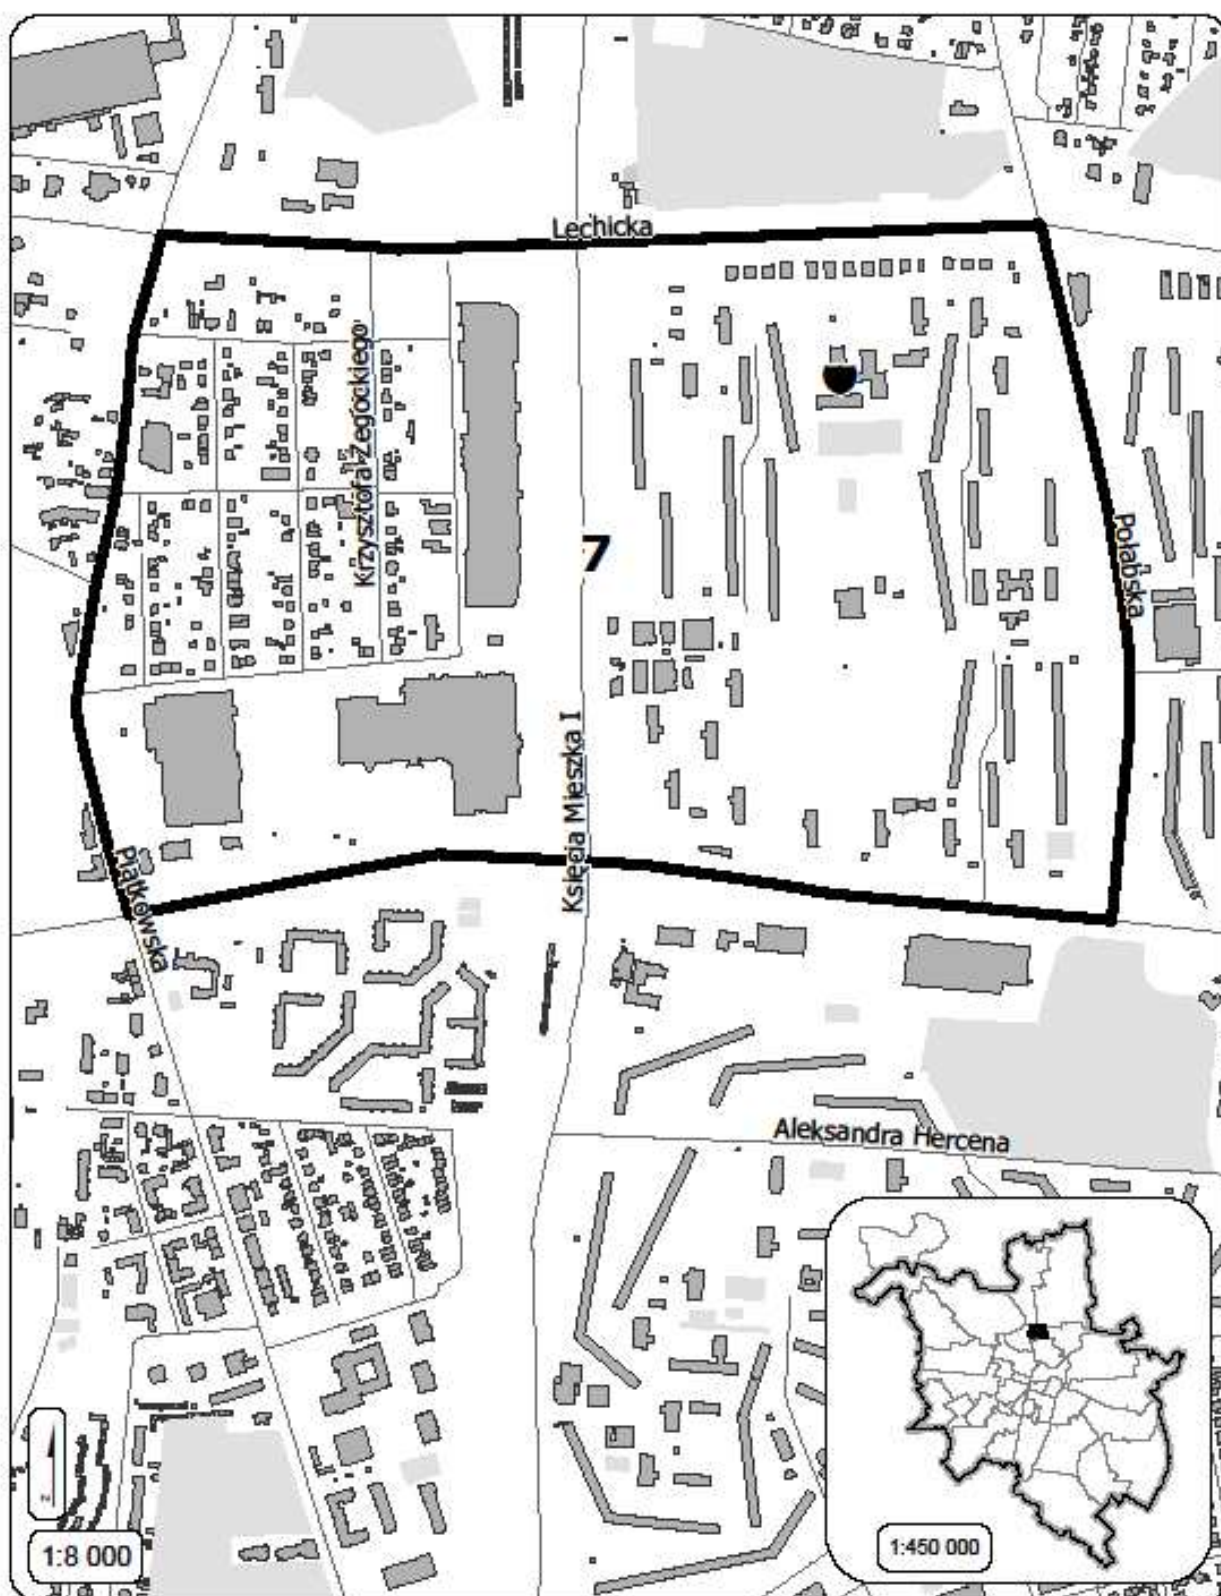 Lechicka
Krzysztofa Żegockiego
7
Połabska
Księcia Mieszka I
Piątkowska
Aleksandra Hercena
z
1:8 000
1:450 000